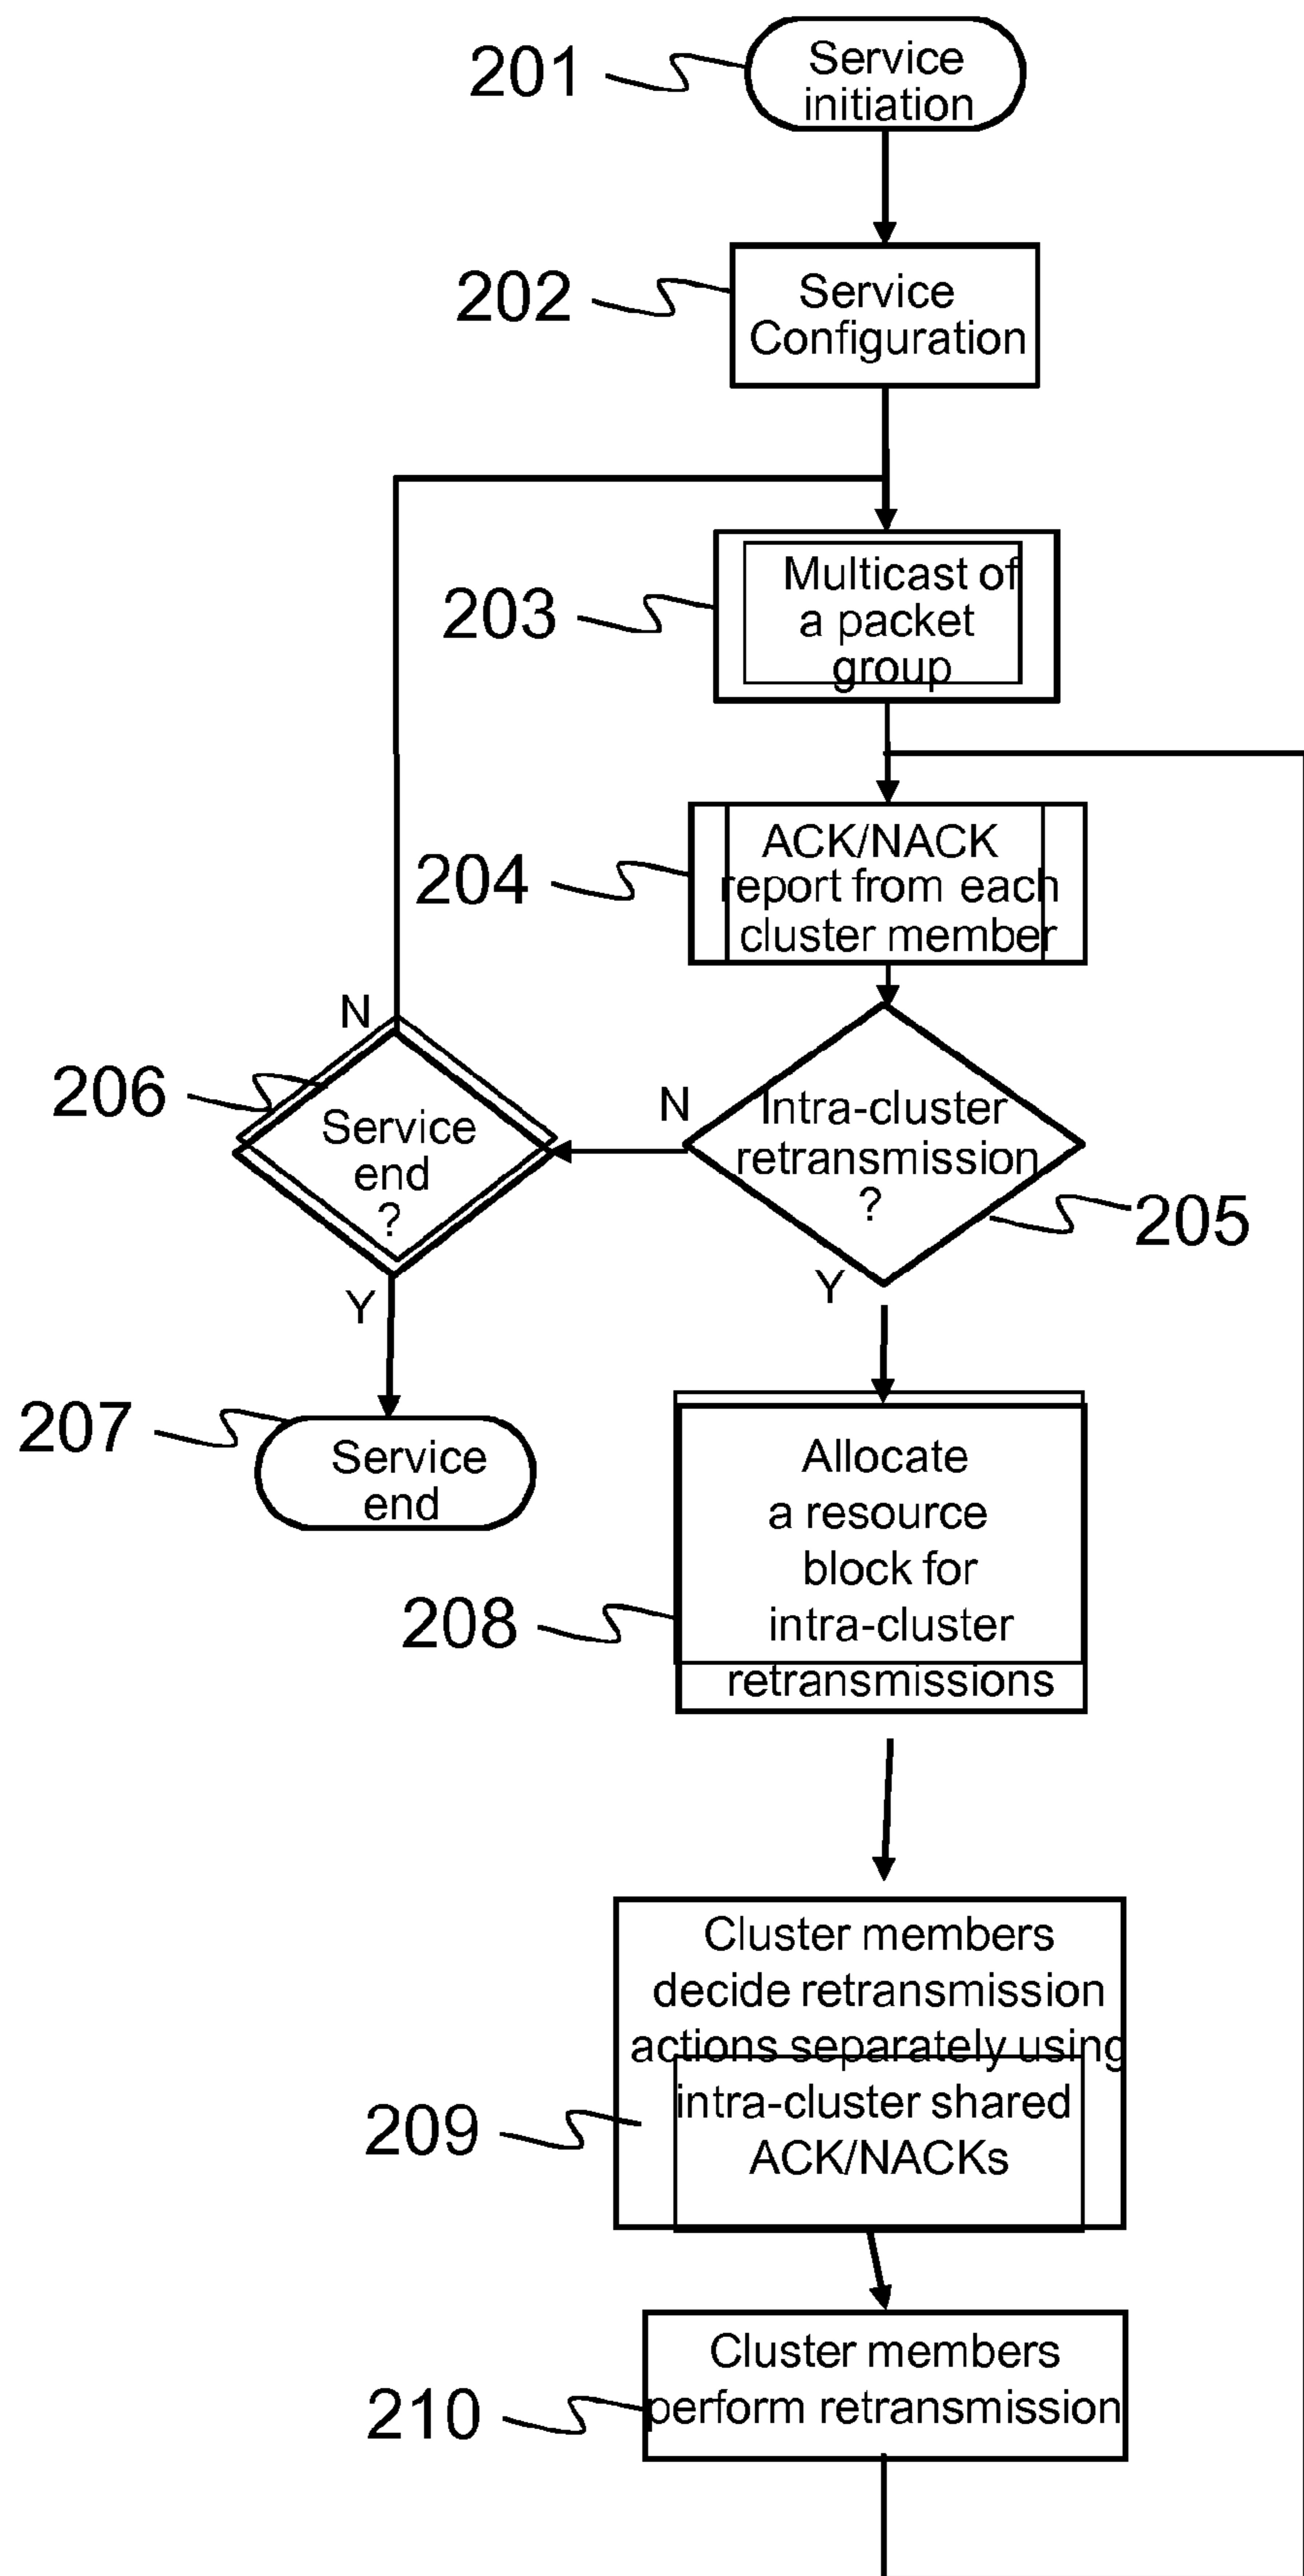 201
Service
initiation
202
Service
Configuration
203
Multicast of
a packet
group
204
ACK/NACK
report from each
cluster member
N
206
Service
end
?
Y
N
Intra-cluster
retransmission
?
205
Y
207
Service
end
208
Allocate
a resource
block for
intra-cluster
retransmissions
209
Cluster members
decide retransmission
actions separately using
intra-cluster shared
ACK/NACKs
210
Cluster members
perform retransmission